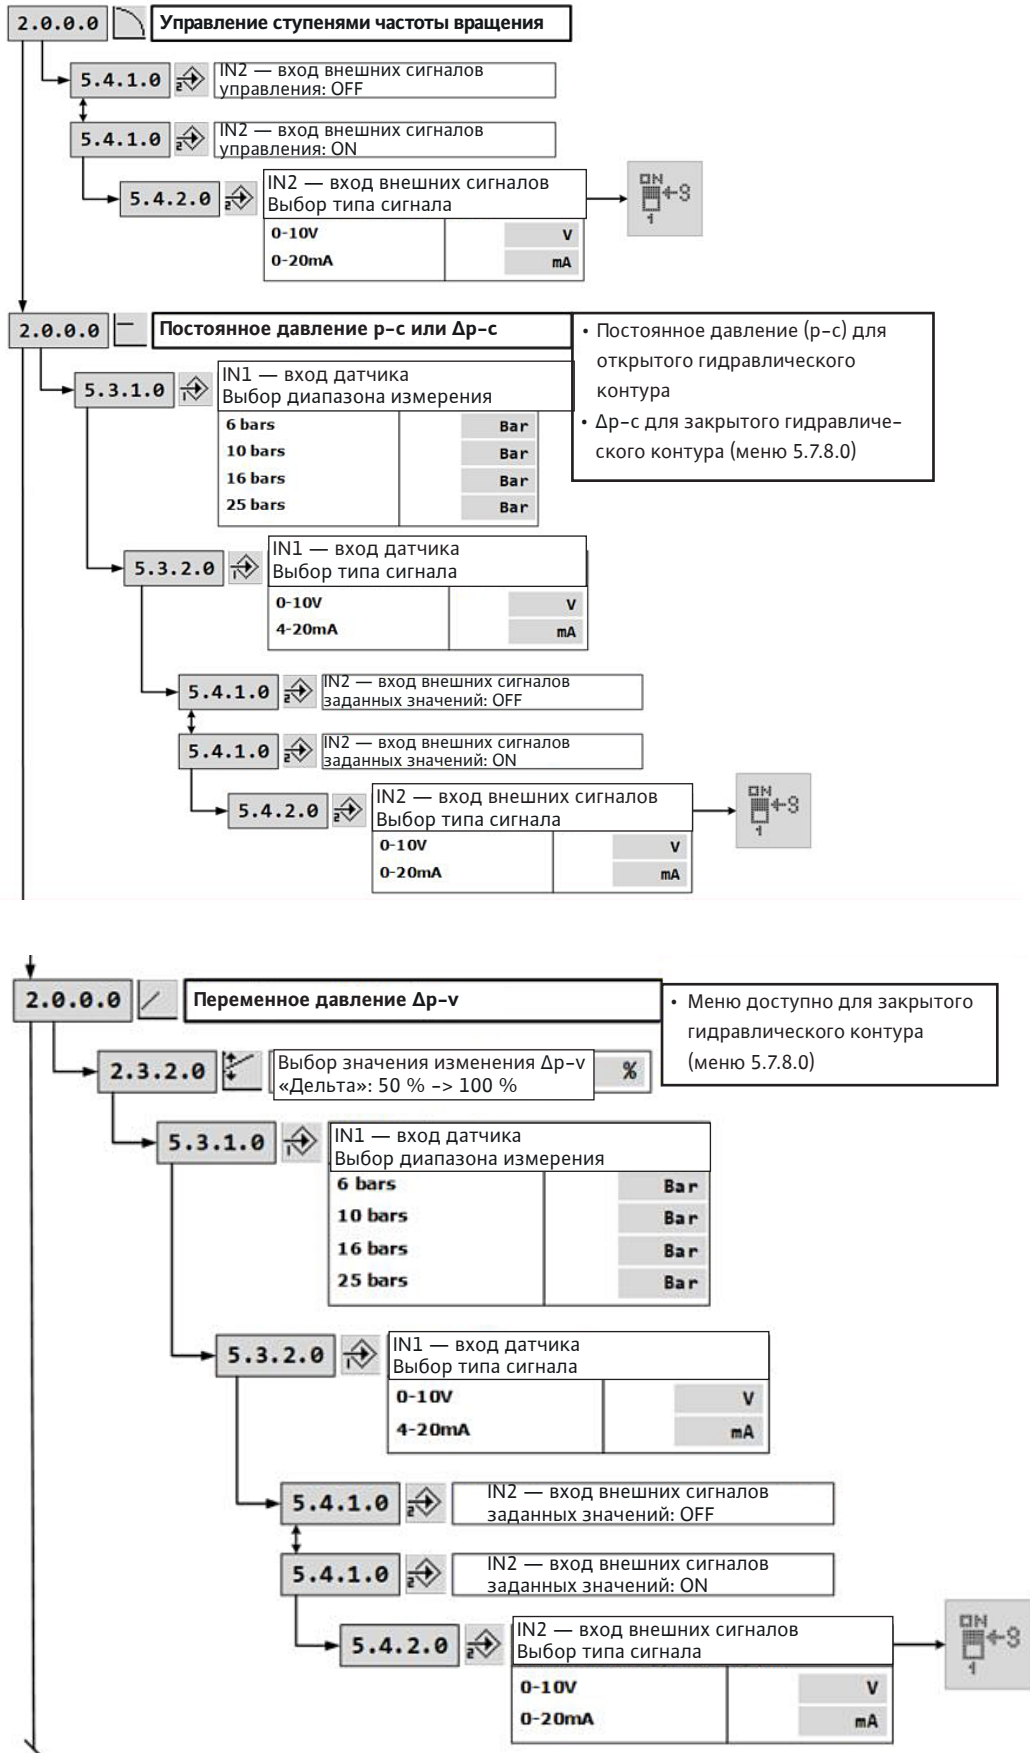 2.0.0.0 Управление ступенями частоты вращения
5.4.1.0 2 IN2 — вход внешних сигналов
управления: OFF
5.4.1.0 2 IN2 — вход внешних сигналов
управления: ON
5.4.2.0 2 IN2 — вход внешних сигналов
Выбор типа сигнала
ON
1
0-10V V
0-20mA mA
2.0.0.0 Постоянное давление p-c или Δp-c
• Постоянное давление (p-c) для
открытого гидравлического
контура
• Δp-c для закрытого гидравличе-
ского контура (меню 5.7.8.0)
5.3.1.0 1 IN1 — вход датчика
Выбор диапазона измерения
6 bars Bar
10 bars Bar
16 bars Bar
25 bars Bar
5.3.2.0 1 IN1 — вход датчика
Выбор типа сигнала
0-10V V
4-20mA mA
5.4.1.0 2 IN2 — вход внешних сигналов
заданных значений: OFF
5.4.1.0 2 IN2 — вход внешних сигналов
заданных значений: ON
5.4.2.0 2 IN2 — вход внешних сигналов
Выбор типа сигнала
ON
1
0-10V V
0-20mA mA
2.0.0.0 Переменное давление Δp-v
• Меню доступно для закрытого
гидравлического контура
(меню 5.7.8.0)
2.3.2.0 Выбор значения изменения Δp-v
«Дельта»: 50 % -> 100 %
%
5.3.1.0 1 IN1 — вход датчика
Выбор диапазона измерения
6 bars Bar
10 bars Bar
16 bars Bar
25 bars Bar
5.3.2.0 1 IN1 — вход датчика
Выбор типа сигнала
0-10V V
4-20mA mA
5.4.1.0 2 IN2 — вход внешних сигналов
заданных значений: OFF
5.4.1.0 2 IN2 — вход внешних сигналов
заданных значений: ON
5.4.2.0 2 IN2 — вход внешних сигналов
Выбор типа сигнала
ON
1
0-10V V
0-20mA mA